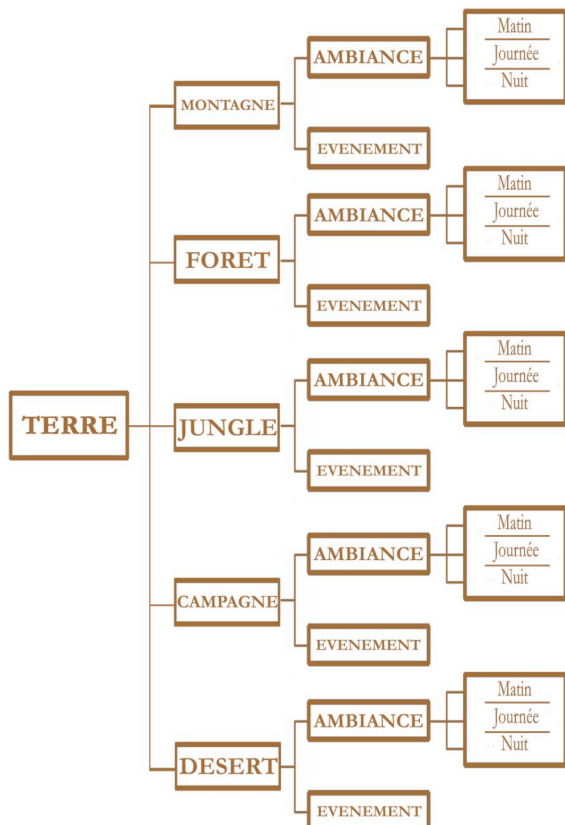 TERRE
MONTAGNE
AMBIANCE
Matin
Journée
Nuit
EVENEMENT
FORET
AMBIANCE
Matin
Journée
Nuit
EVENEMENT
JUNGLE
AMBIANCE
Matin
Journée
Nuit
EVENEMENT
CAMPAGNE
AMBIANCE
Matin
Journée
Nuit
EVENEMENT
DESERT
AMBIANCE
Matin
Journée
Nuit
EVENEMENT